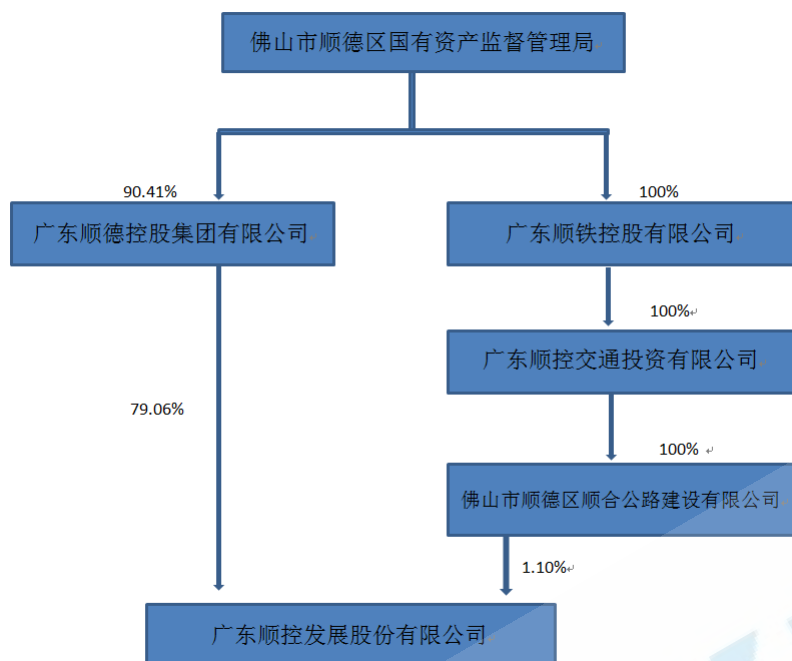 佛山市顺德区国有资产监督管理局
90.41%
100%
广东顺德控股集团有限公司
广东顺铁控股有限公司
100%
广东顺控交通投资有限公司
79.06%
100%
佛山市顺德区顺合公路建设有限公司
1.10%
广东顺控发展股份有限公司